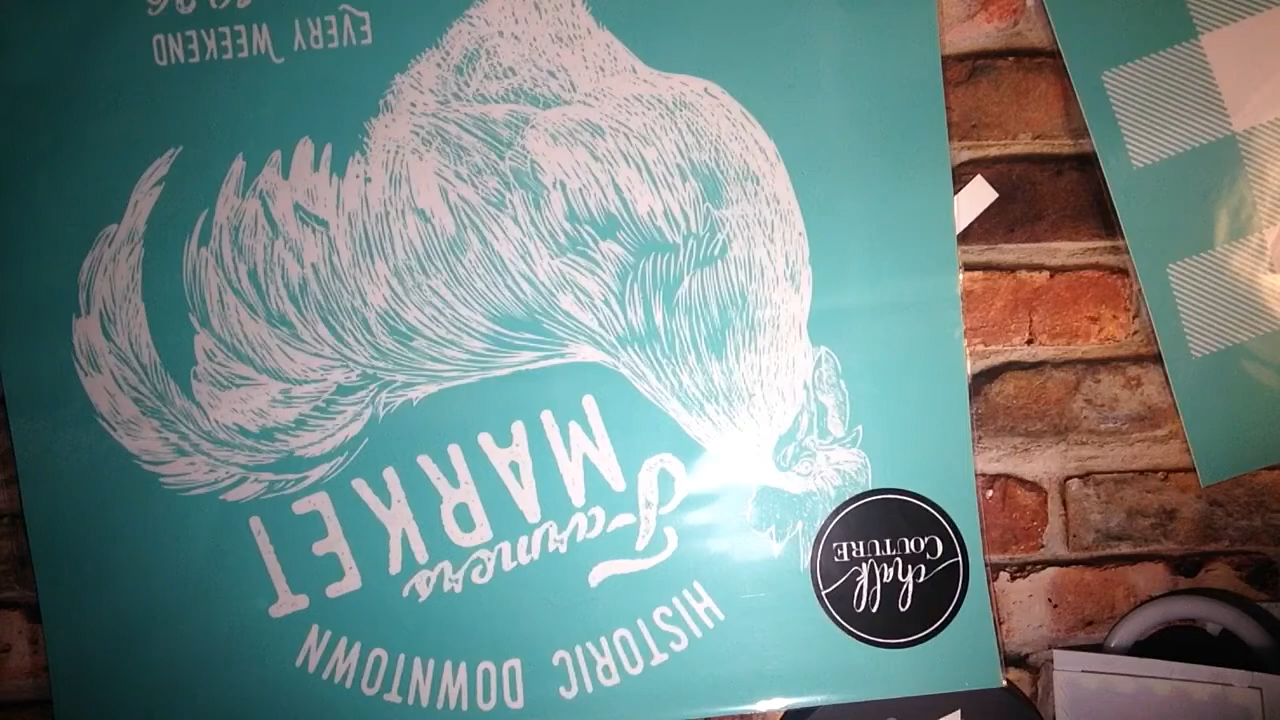 chalk
COUTURE
HISTORIC DOWNTOWN
Farmers
MARKET
EVERY WEEKEND